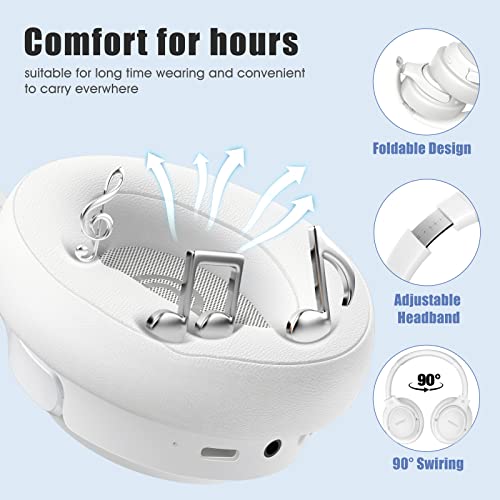 Comfort for hours
suitable for long time wearing and convenient
to carry everwhere
Foldable Design
Adjustable
Headband
90°
90° Swiring